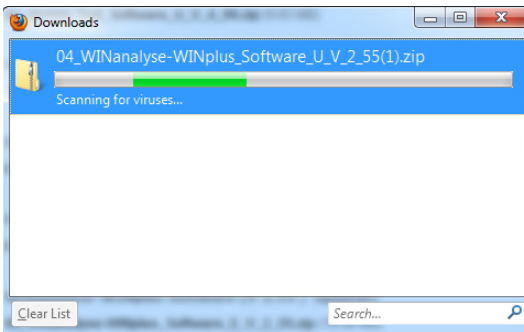 Downloads
04_WINanalyse-WINplus_Software_U_V_2_55(1).zip
Scanning for viruses...
Clear List
Search...